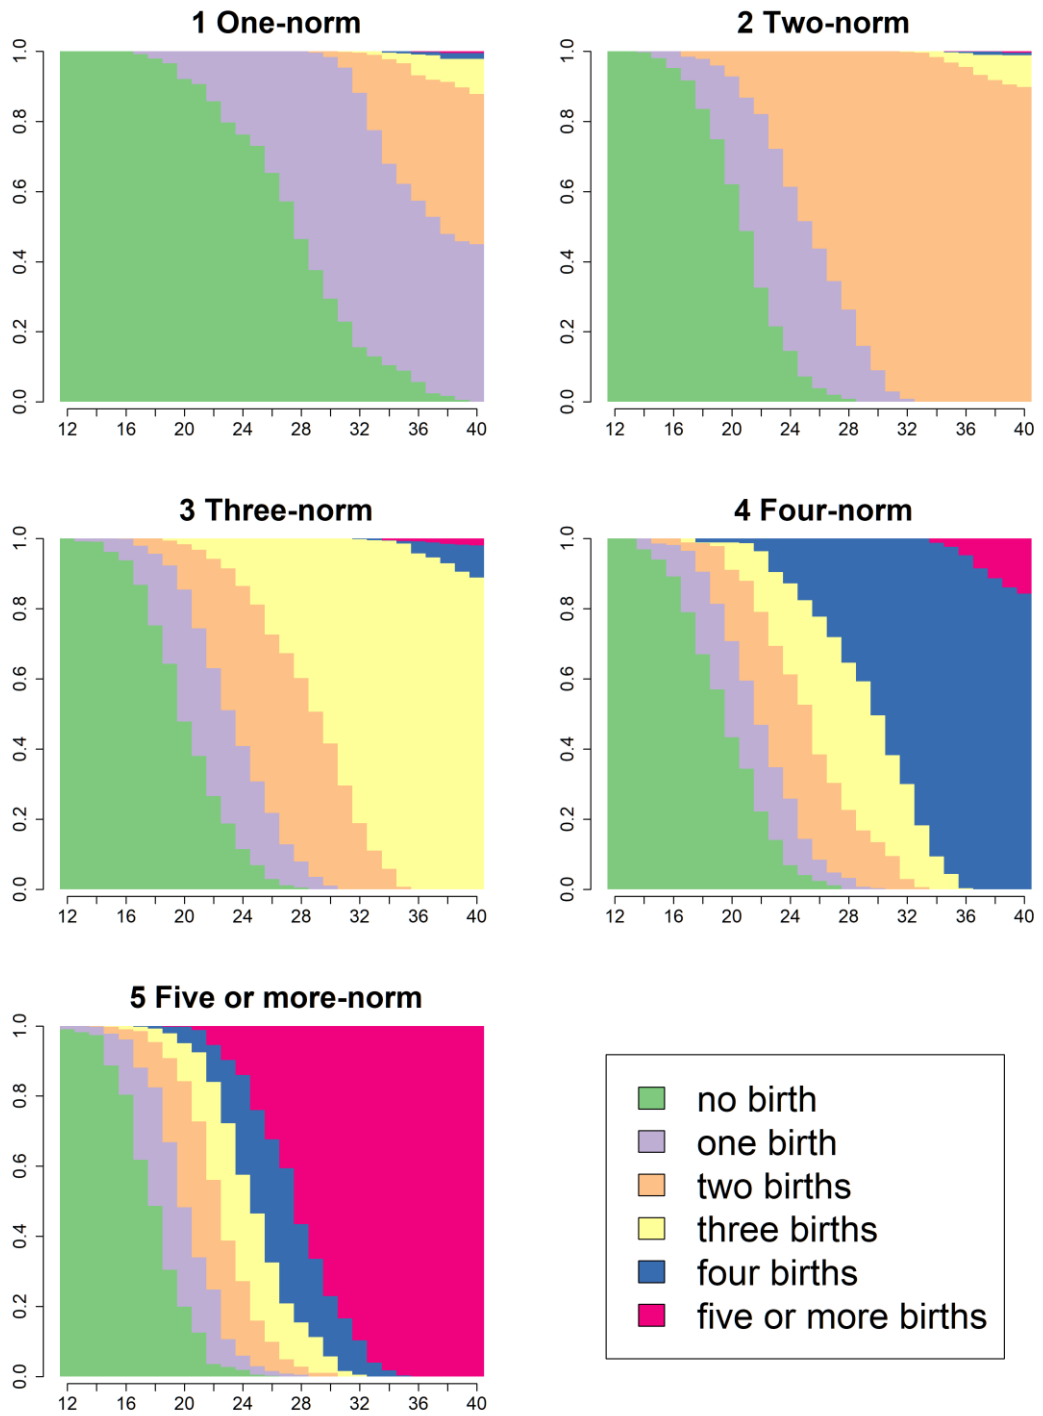 1 One-norm
1.0
0.8
0.6
0.4
0.2
0.0
12 16 20 24 28 32 36 40
2 Two-norm
1.0
0.8
0.6
0.4
0.2
0.0
12 16 20 24 28 32 36 40
3 Three-norm
1.0
0.8
0.6
0.4
0.2
0.0
12 16 20 24 28 32 36 40
4 Four-norm
1.0
0.8
0.6
0.4
0.2
0.0
12 16 20 24 28 32 36 40
5 Five or more-norm
1.0
0.8
0.6
0.4
0.2
0.0
12 16 20 24 28 32 36 40
no birth
one birth
two births
three births
four births
five or more births